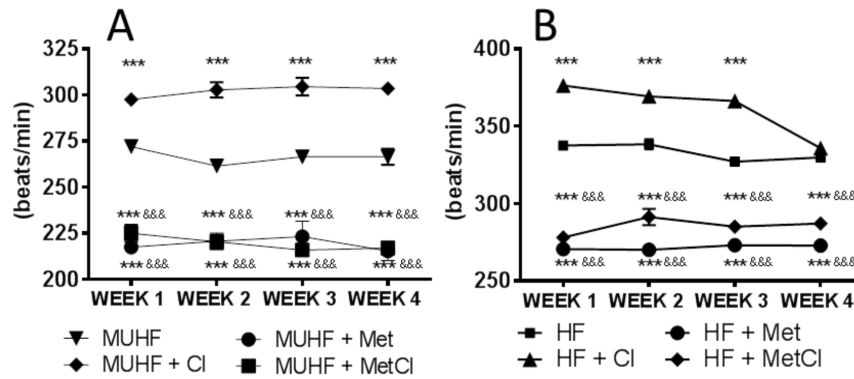 A
B
325
300
275
250
225
200
(beats/min)
*** *** *** ***
***&&& ***&&& ***&&& ***&&&
***&&& ***&&& ***&&& ***&&&
WEEK 1 WEEK 2 WEEK 3 WEEK 4
MUHF MUHF + Met
MUHF + Cl MUHF + MetCl
400
350
300
250
(beats/min)
*** *** ***
***&&& ***&&& ***&&& ***&&&
***&&& ***&&& ***&&& ***&&&
WEEK 1 WEEK 2 WEEK 3 WEEK 4
HF HF + Met
HF + Cl HF + MetCl